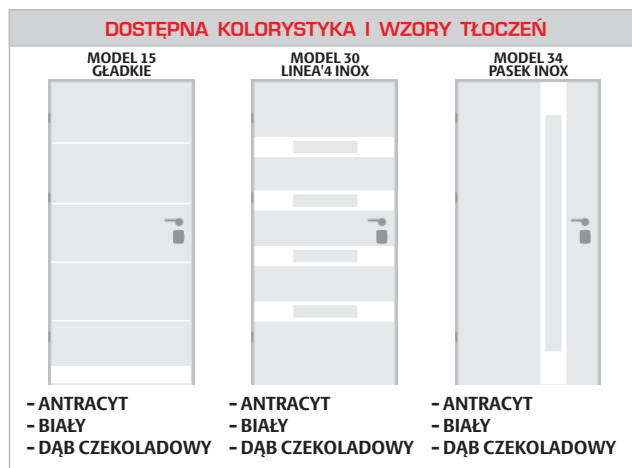 DOSTĘPNA KOLORYSTYKA I WZORY TŁOCZEŃ
MODEL 15
GŁADKIE
- ANTRACYT
- BIAŁY
- DĄB CZEKOLADOWY
MODEL 30
LINEA'4 INOX
- ANTRACYT
- BIAŁY
- DĄB CZEKOLADOWY
MODEL 34
PASEK INOX
- ANTRACYT
- BIAŁY
- DĄB CZEKOLADOWY